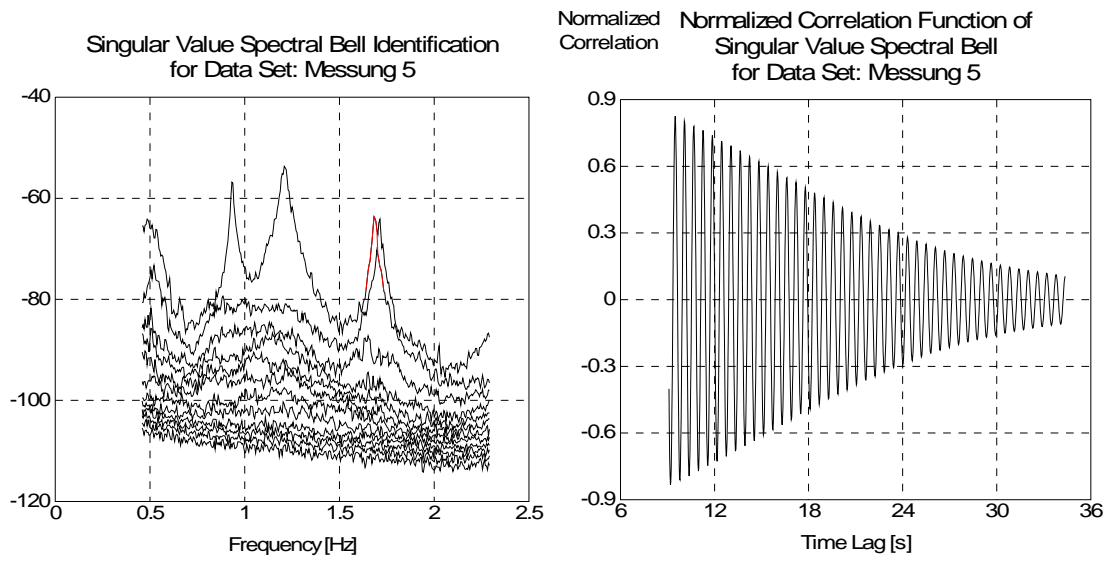 Singular Value Spectral Bell Identification
for Data Set: Messung 5
-40
-60
-80
-100
-120
0
0.5
1
1.5
2
2.5
Frequency [Hz]
Normalized
Correlation
Normalized Correlation Function of
Singular Value Spectral Bell
for Data Set: Messung 5
0.9
0.6
0.3
0
-0.3
-0.6
-0.9
6
12
18
24
30
36
Time Lag [s]